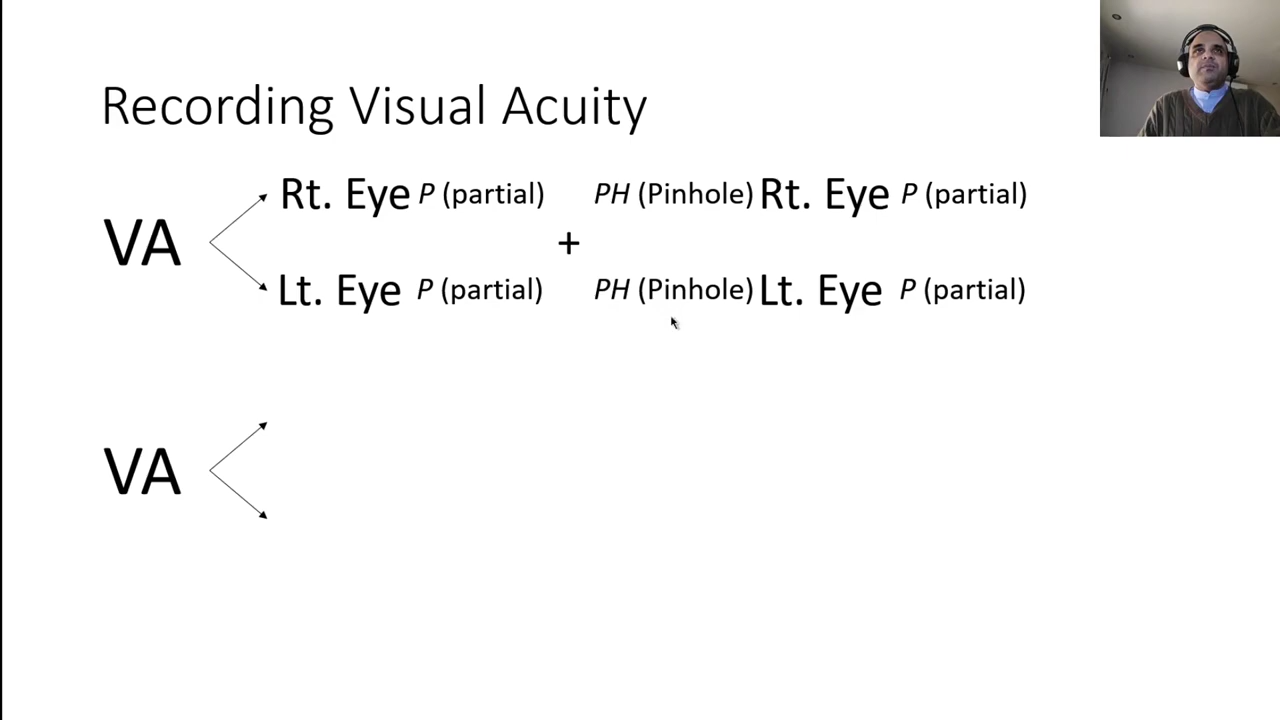 Recording Visual Acuity
Rt. Eye P (partial) PH (Pinhole) Rt. Eye P (partial)
VA +
Lt. Eye P (partial) PH (Pinhole) Lt. Eye P (partial)
VA